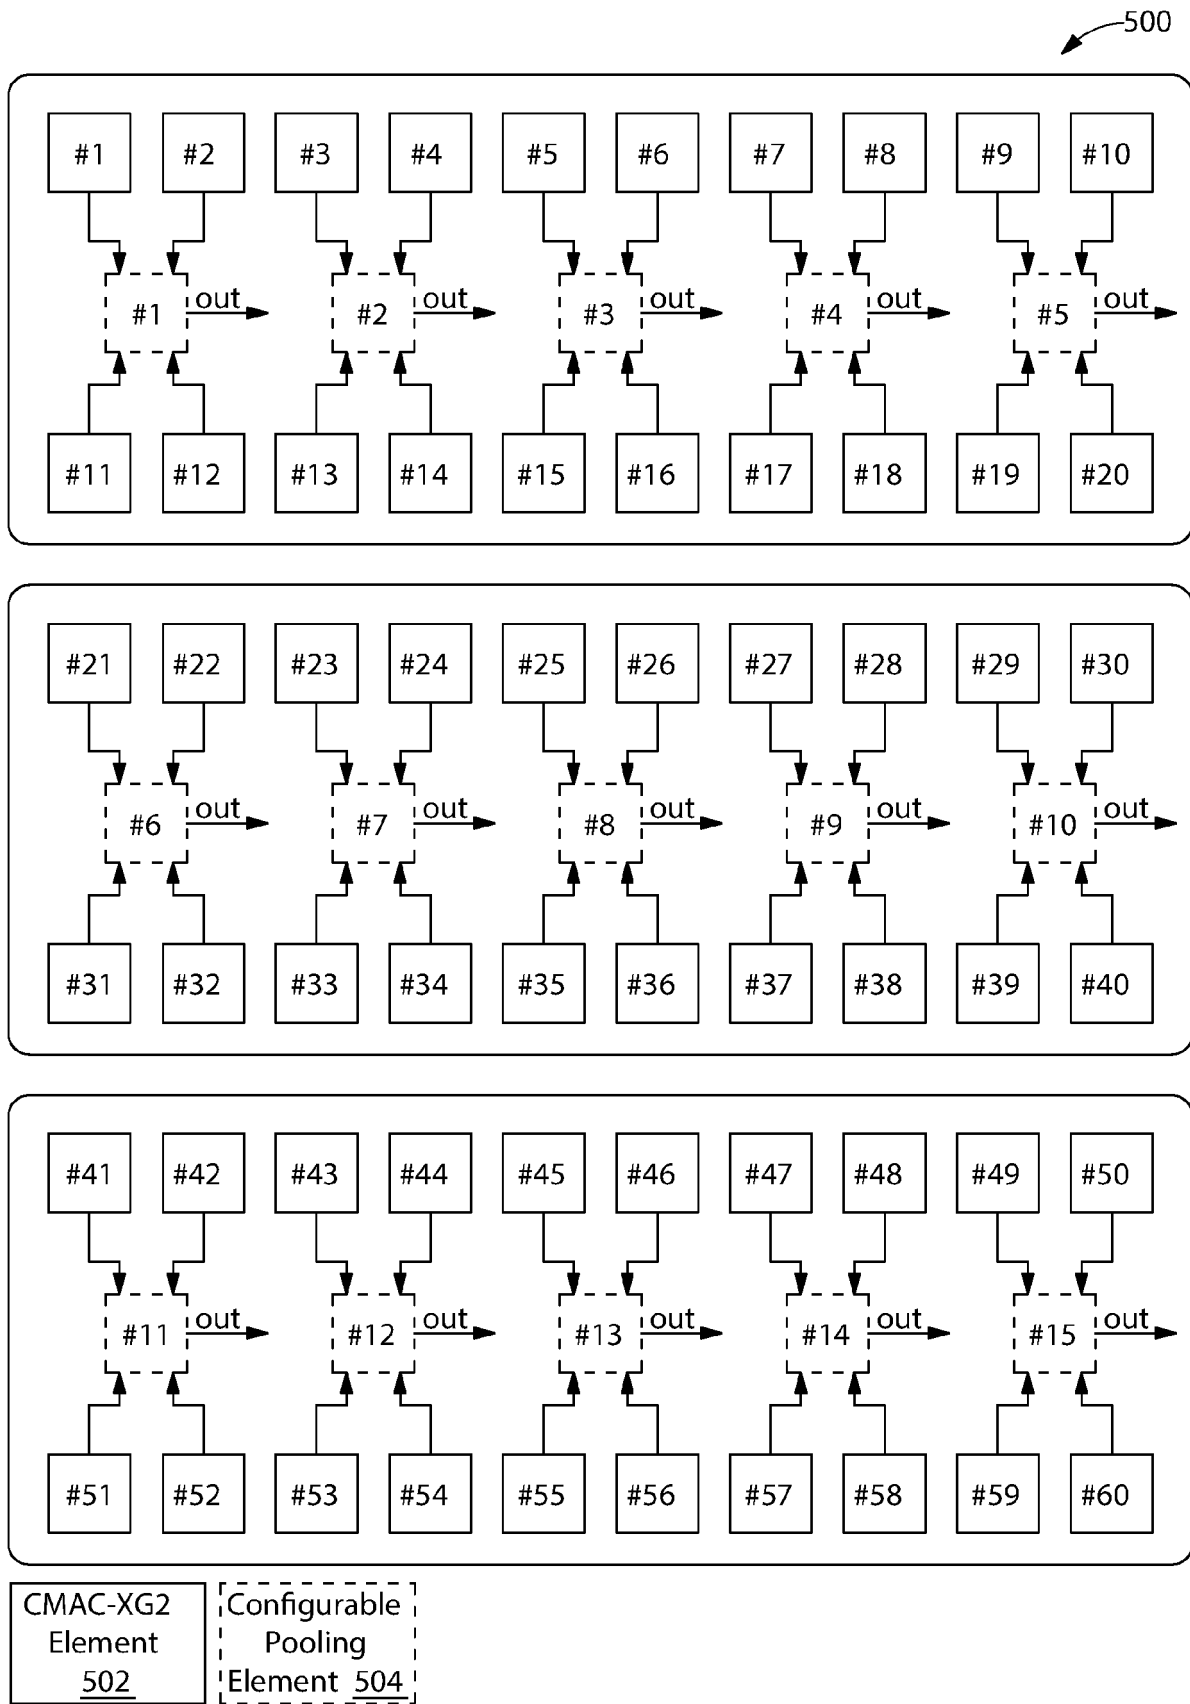 500
#1 #2 #3 #4 #5 #6 #7 #8 #9 #10
#1 out #2 out #3 out #4 out #5 out
#11 #12 #13 #14 #15 #16 #17 #18 #19 #20
#21 #22 #23 #24 #25 #26 #27 #28 #29 #30
#6 out #7 out #8 out #9 out #10 out
#31 #32 #33 #34 #35 #36 #37 #38 #39 #40
#41 #42 #43 #44 #45 #46 #47 #48 #49 #50
#11 out #12 out #13 out #14 out #15 out
#51 #52 #53 #54 #55 #56 #57 #58 #59 #60
CMAC-XG2
Element
502
Configurable
Pooling
Element 504